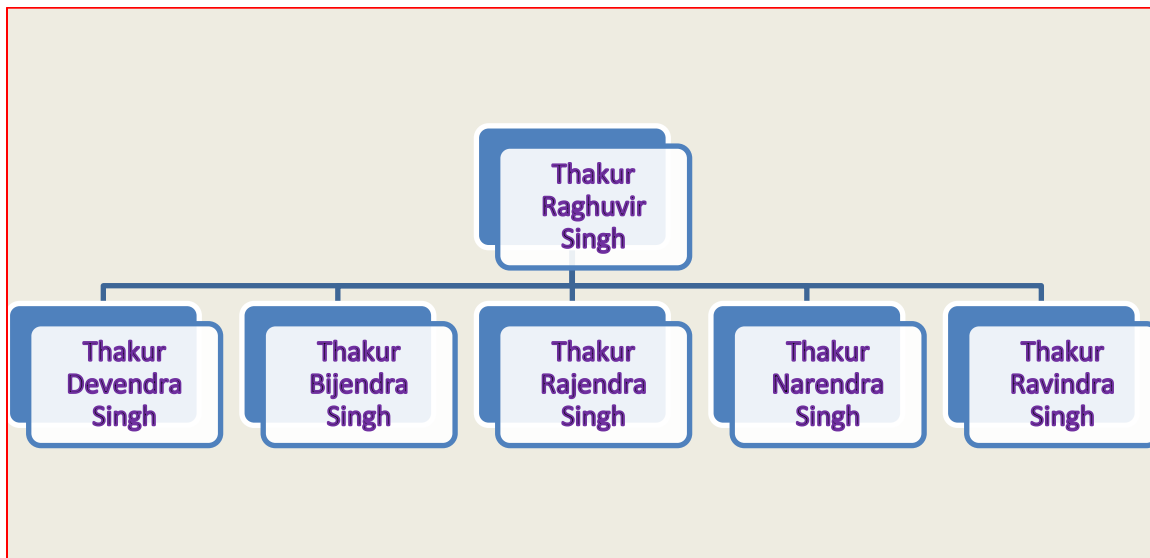 Thakur
Raghuvir
Singh
Thakur
Devendra
Singh
Thakur
Bijendra
Singh
Thakur
Rajendra
Singh
Thakur
Narendra
Singh
Thakur
Ravindra
Singh